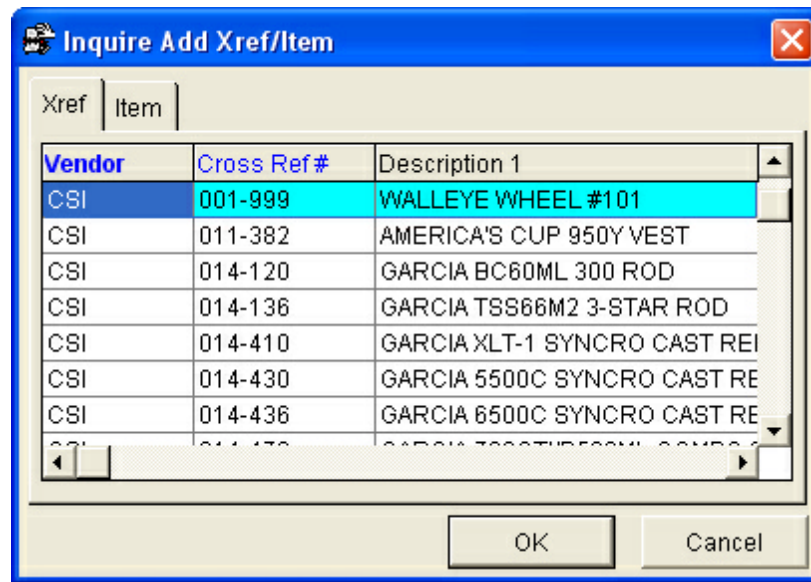 Inquire Add Xref/Item
Xref Item
Vendor Cross Ref# Description 1
CSI 001-999 WALLEYE WHEEL #101
CSI 011-382 AMERICA'S CUP 950Y VEST
CSI 014-120 GARCIA BC60ML 300 ROD
CSI 014-136 GARCIA TSS66M2 3-STAR ROD
CSI 014-410 GARCIA XLT-1 SYNCRO CAST REI
CSI 014-430 GARCIA 5500C SYNCRO CAST RE
CSI 014-436 GARCIA 6500C SYNCRO CAST RE
OK Cancel